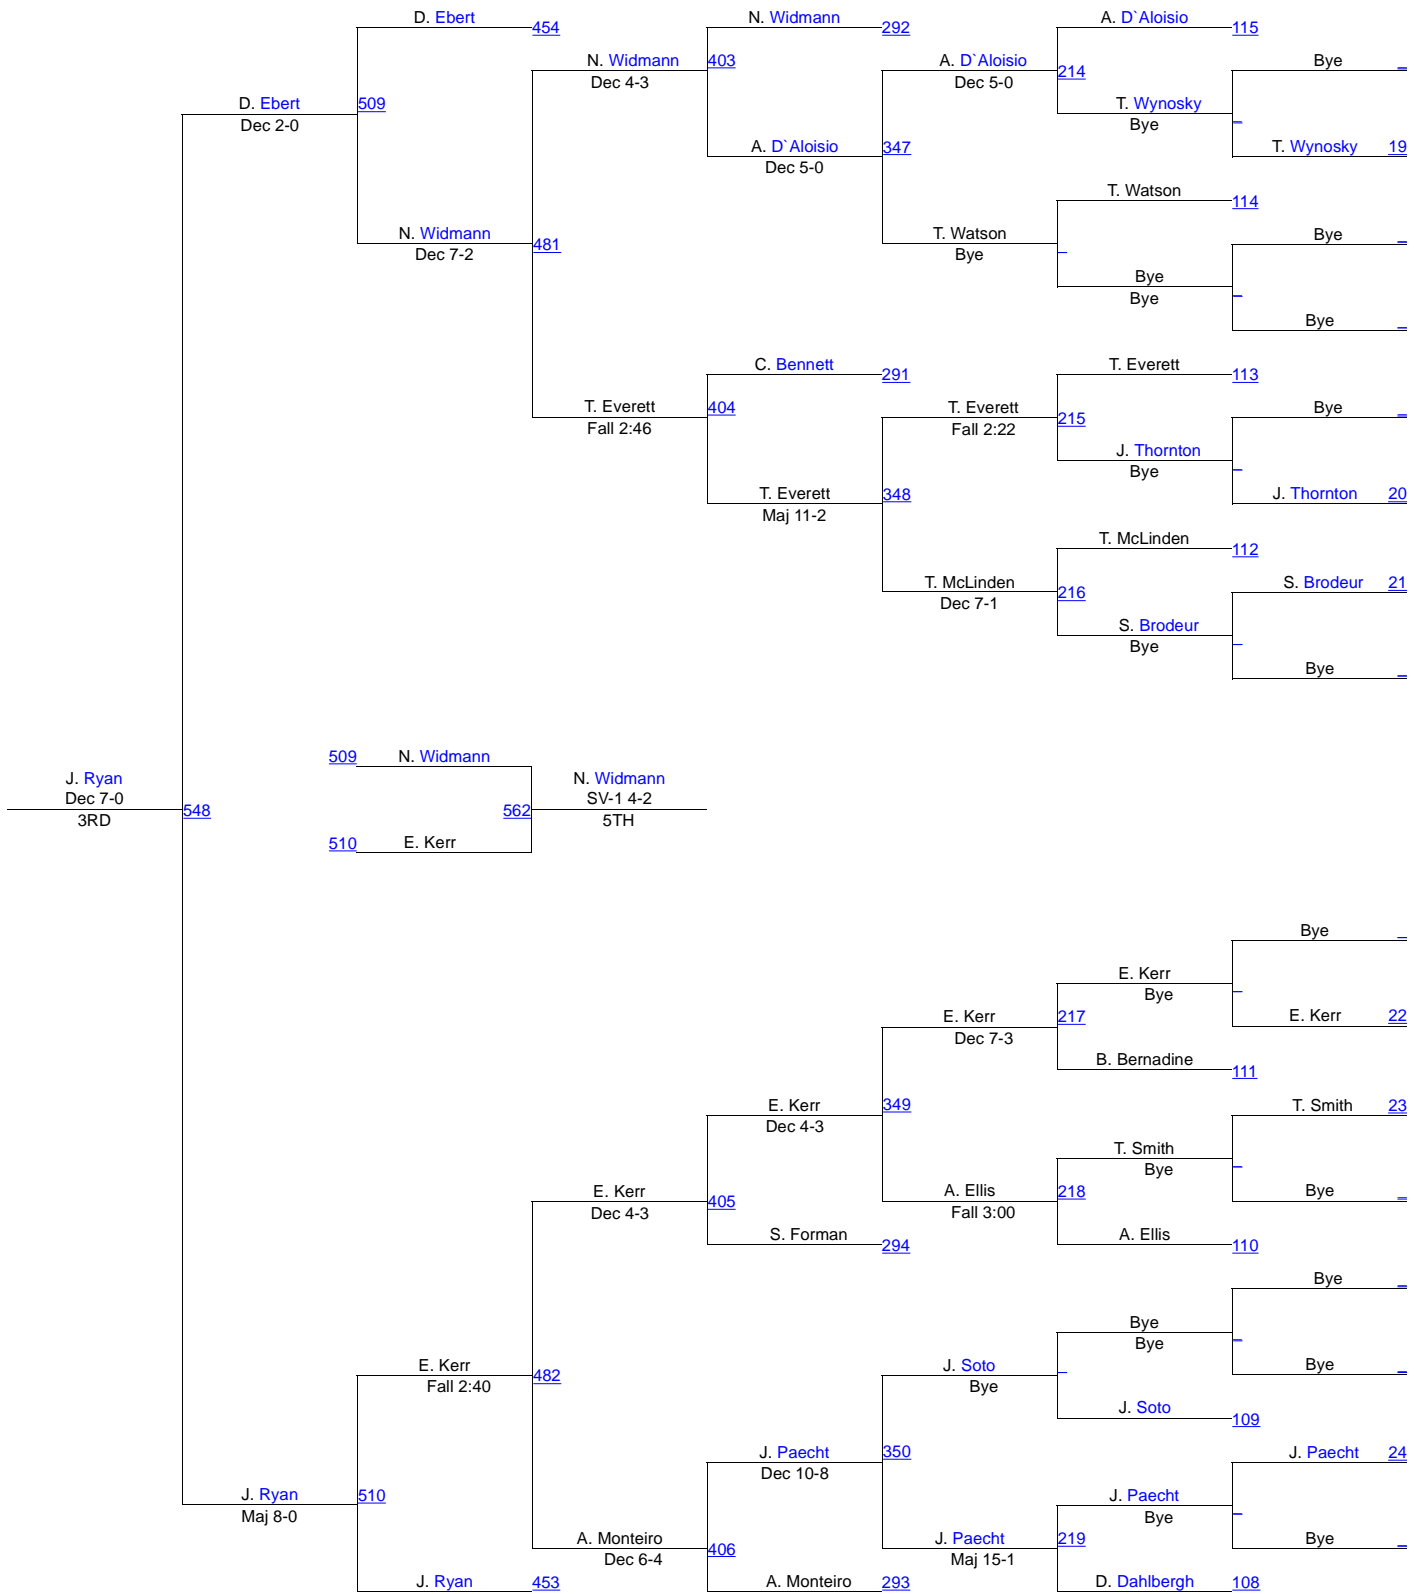 D. Ebert 454
N. Widmann 292
A. D`Aloisio 115
N. Widmann 403
Dec 4-3
A. D`Aloisio 214
Dec 5-0
Bye _
D. Ebert 509
Dec 2-0
T. Wynosky _
Bye
A. D`Aloisio 347
Dec 5-0
T. Wynosky 19
T. Watson 114
N. Widmann 481
Dec 7-2
T. Watson _
Bye
Bye _
Bye _
Bye
Bye _
C. Bennett 291
T. Everett 113
T. Everett 404
Fall 2:46
T. Everett 215
Fall 2:22
Bye _
J. Thornton _
Bye
T. Everett 348
Maj 11-2
J. Thornton 20
T. McLinden 112
T. McLinden 216
Dec 7-1
S. Brodeur 21
S. Brodeur _
Bye
Bye _
509 N. Widmann
J. Ryan
Dec 7-0
3RD
548
562
N. Widmann
SV-1 4-2
5TH
510 E. Kerr
Bye _
E. Kerr _
Bye
E. Kerr 217
Dec 7-3
E. Kerr 22
B. Bernadine 111
E. Kerr 349
Dec 4-3
T. Smith 23
T. Smith _
Bye
E. Kerr 405
Dec 4-3
A. Ellis 218
Fall 3:00
Bye _
S. Forman 294
A. Ellis 110
Bye _
Bye _
Bye
E. Kerr 482
Fall 2:40
J. Soto _
Bye
Bye _
J. Soto 109
J. Paecht 350
Dec 10-8
J. Paecht 24
J. Ryan 510
Maj 8-0
J. Paecht _
Bye
A. Monteiro 406
Dec 6-4
J. Paecht 219
Maj 15-1
Bye _
J. Ryan 453
A. Monteiro 293
D. Dahlbergh 108